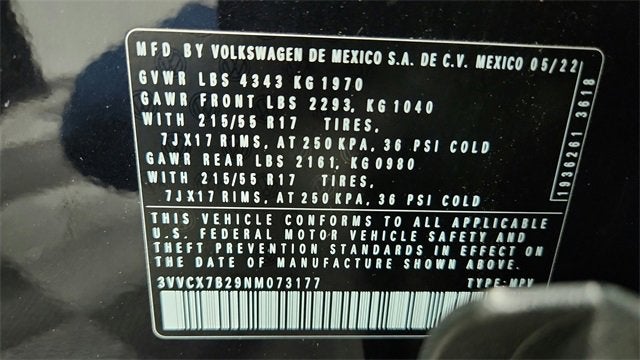 MFD BY VOLKSWAGEN DE MEXICO S.A. DE C.V. MEXICO 05/22
GVWR LBS 4343 KG 1970
GAWR FRONT LBS 2293, KG 1040
WITH 215/55 R17 TIRES,
7JX17 RIMS, AT 250 KPA, 36 PSI COLD
GAWR REAR LBS 2161, KG 0980
WITH 215/55 R17 TIRES,
7JX17 RIMS, AT 250 KPA, 36 PSI COLD
THIS VEHICLE CONFORMS TO ALL APPLICABLE
U.S. FEDERAL MOTOR VEHICLE SAFETY AND
THEFT PREVENTION STANDARDS IN EFFECT ON
THE DATE OF MANUFACTURE SHOWN ABOVE.
3VVCX7B29NM073177 TYPE: MPV
1936261 3618